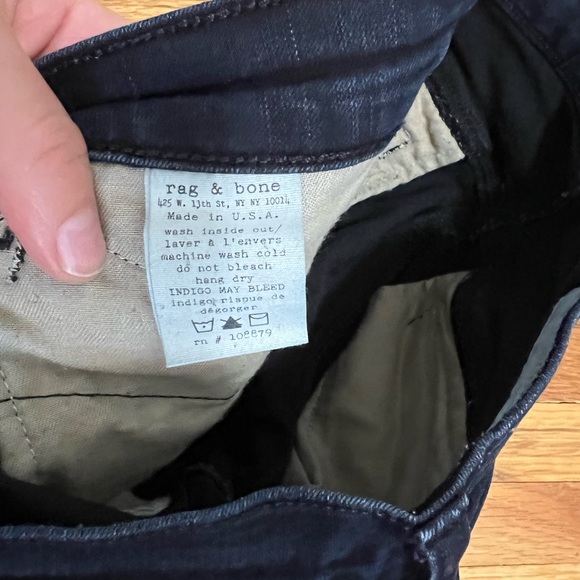 rag & bone
425 W. 13th St, NY NY 10014
Made in U.S.A.
wash inside out/
laver à l'envers
machine wash cold
do not bleach
hang dry
INDIGO MAY BLEED
indigo risque de
dégorger
rn # 108879